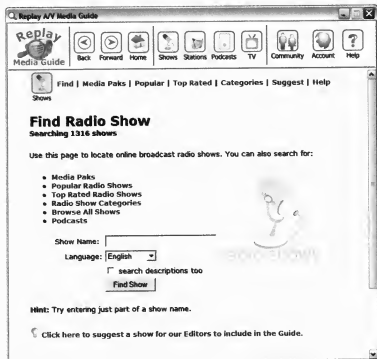 Replay A/V Media Guide
Replay
Media Guide
Back Forward Home Shows Stations Podcasts TV Community Account Help
Shows
Find | Media Paks | Popular | Top Rated | Categories | Suggest | Help
Find Radio Show
Searching 1316 shows
Use this page to locate online broadcast radio shows. You can also search for:
• Media Paks
• Popular Radio Shows
• Top Rated Radio Shows
• Radio Show Categories
• Browse All Shows
• Podcasts
Show Name:
Language: English
search descriptions too
Find Show
Hint: Try entering just part of a show name.
Click here to suggest a show for our Editors to include in the Guide.